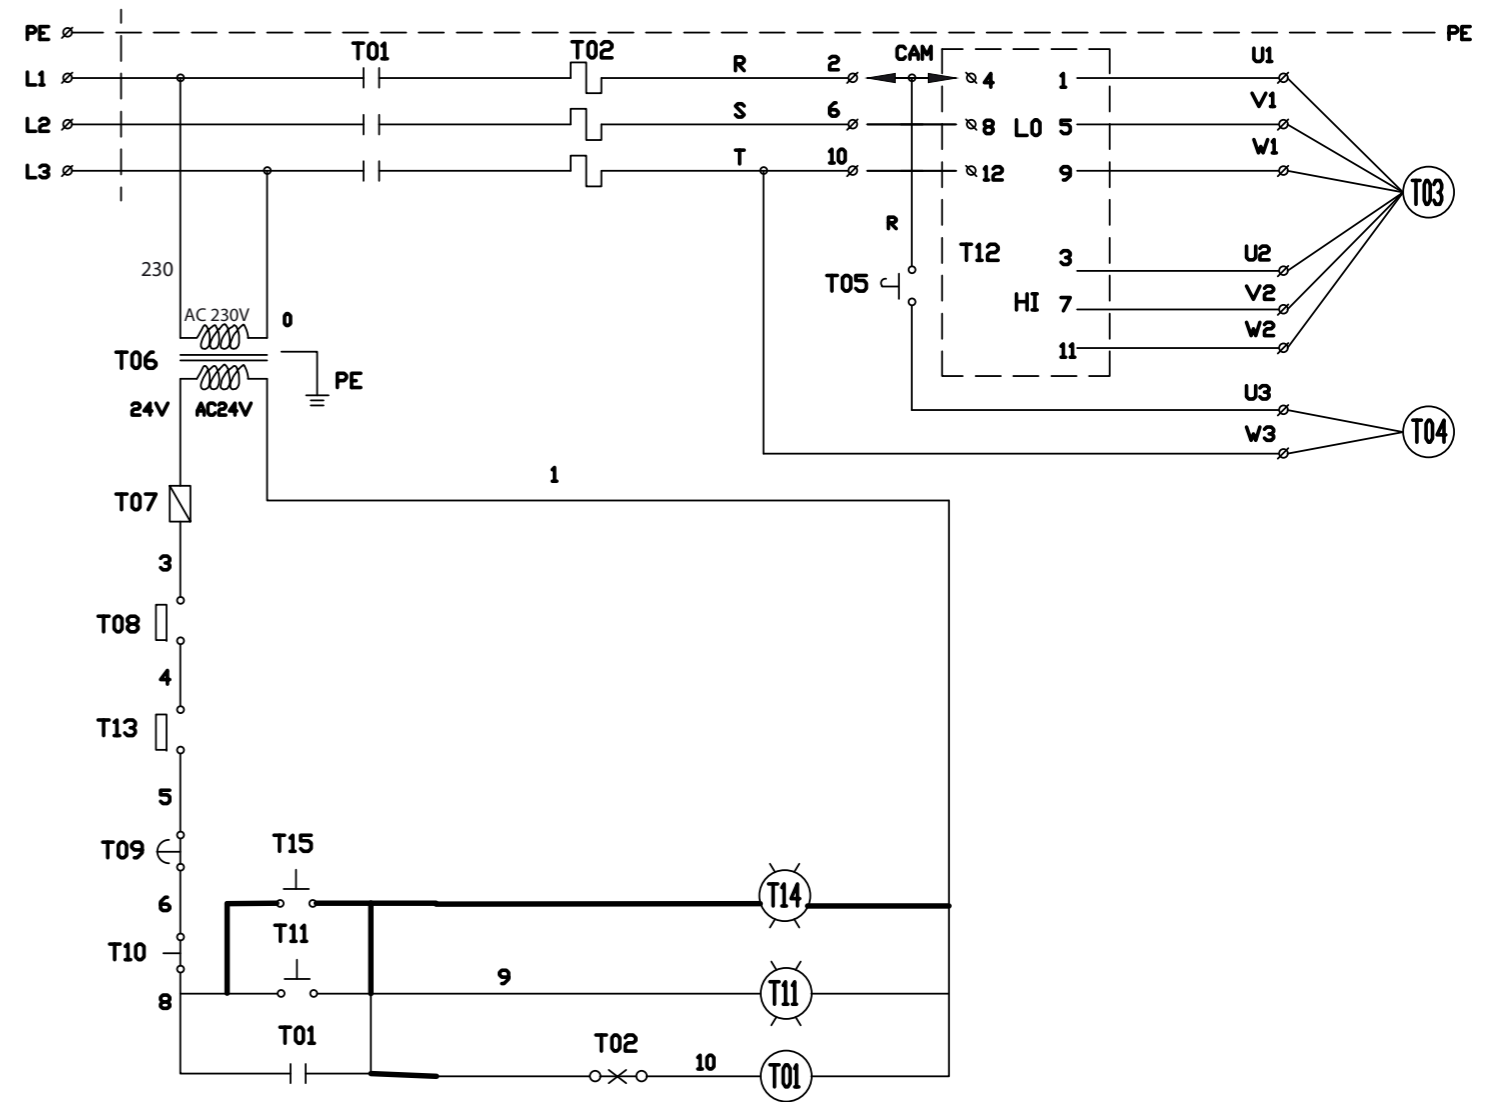 PE PE
T01 T02 CAM U1
L1 R 2 4 1
V1
L2 S 6 8 LO 5
W1
L3 T 10 12 9
T03
R
T12 3 U2
230 T05
HI 7 V2
AC 230V 0 W2
11
T06
PE
24V AC24V U3
T04
W3
1
T07
3
T08
4
T13
5
T09 T15
6 T14
T11
T10
9
8 T11
T01 T02
10 T01